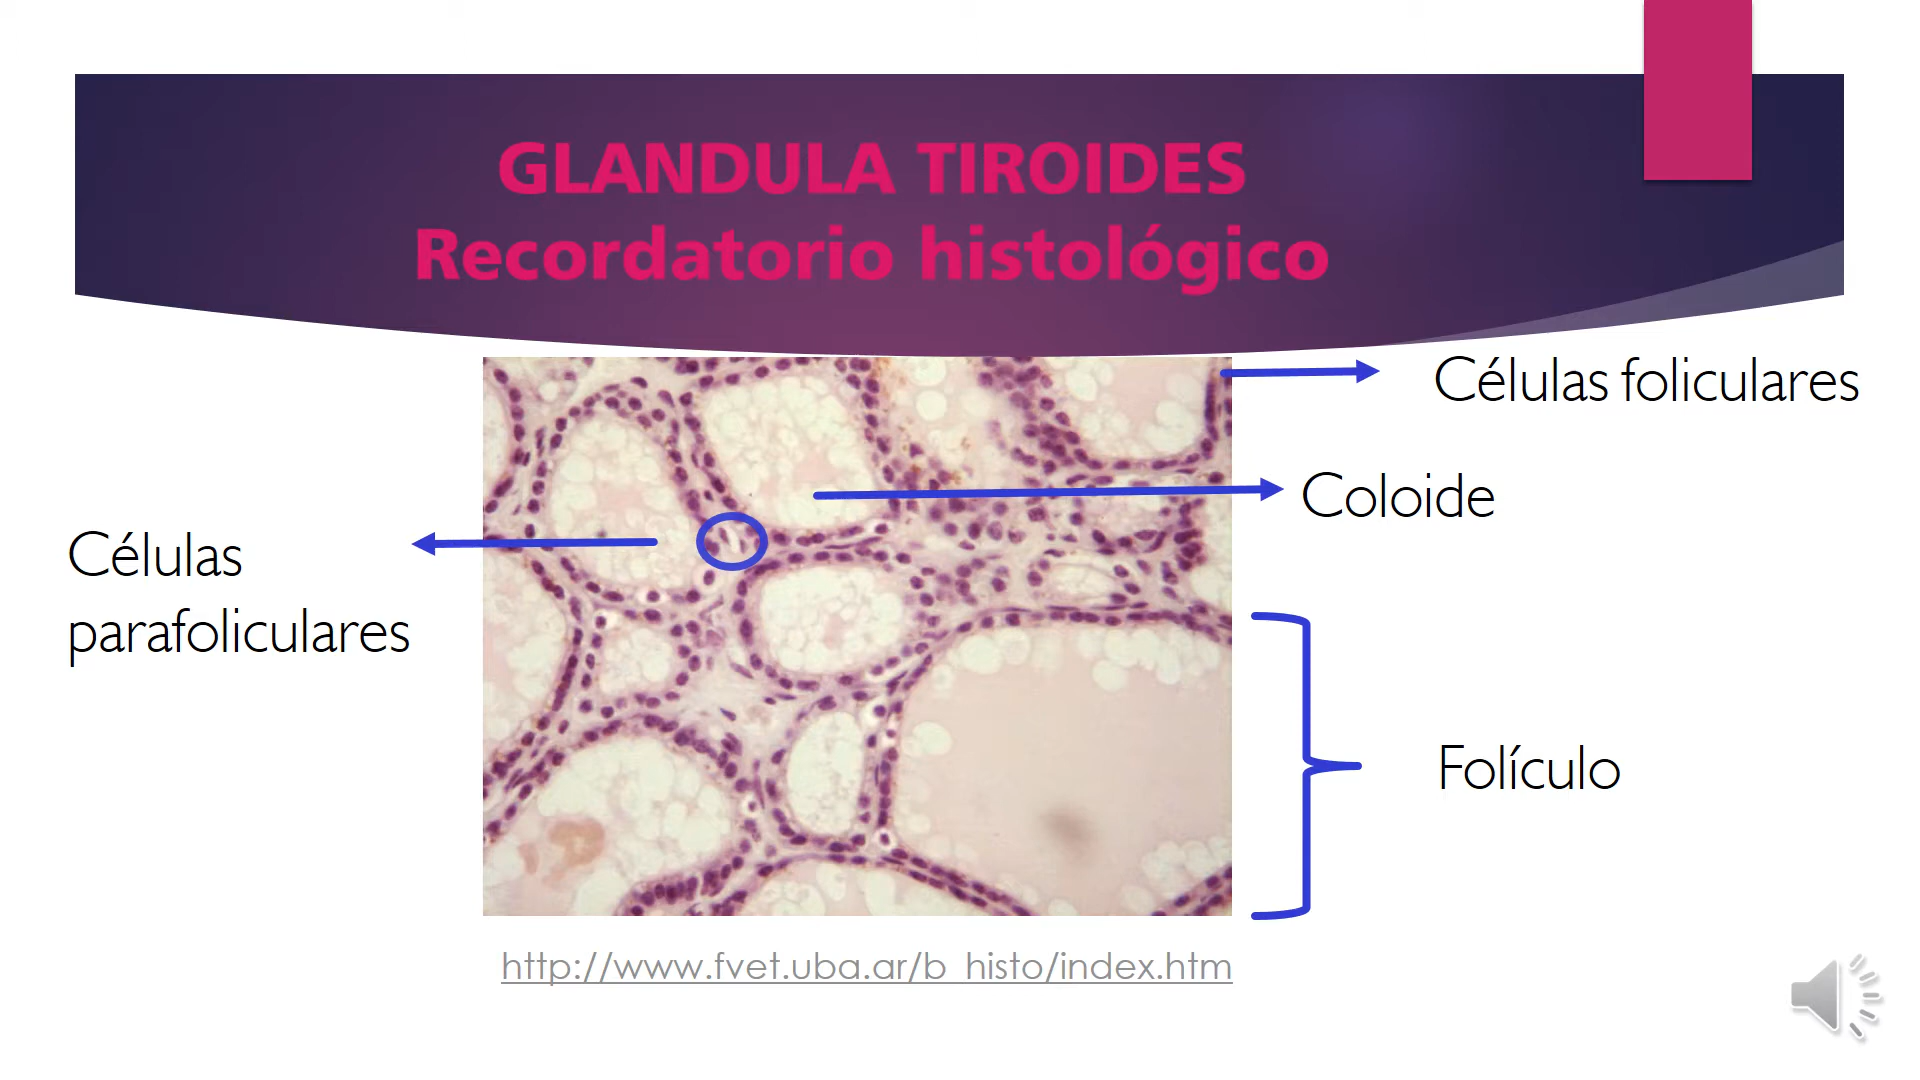 GLANDULA TIROIDES
Recordatorio histológico
Células foliculares
Coloide
Células
parafoliculares
Folículo
http://www.fvet.uba.ar/b_histo/index.htm